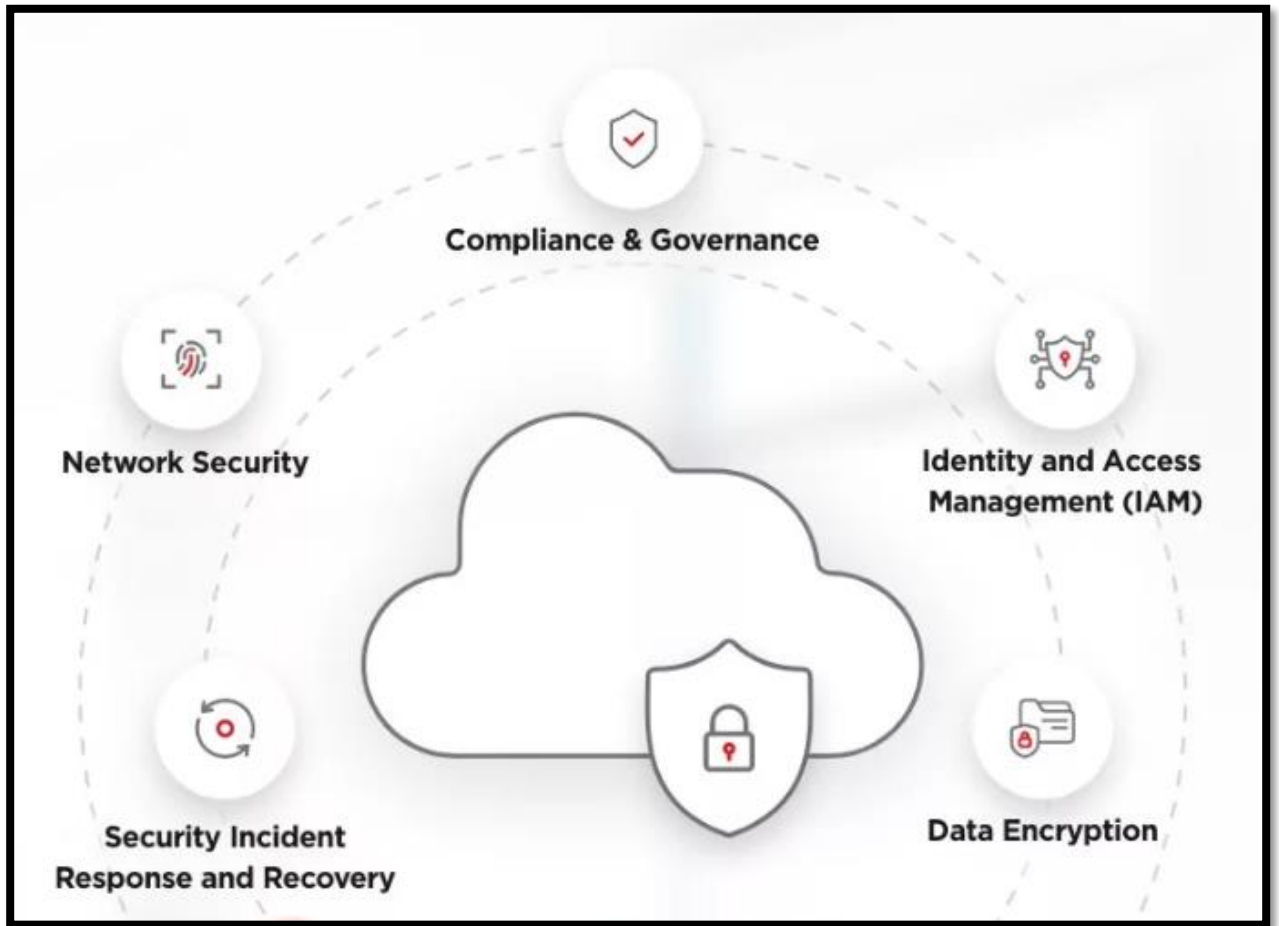 Compliance & Governance
Network Security
Identity and Access
Management (IAM)
Security Incident
Response and Recovery
Data Encryption